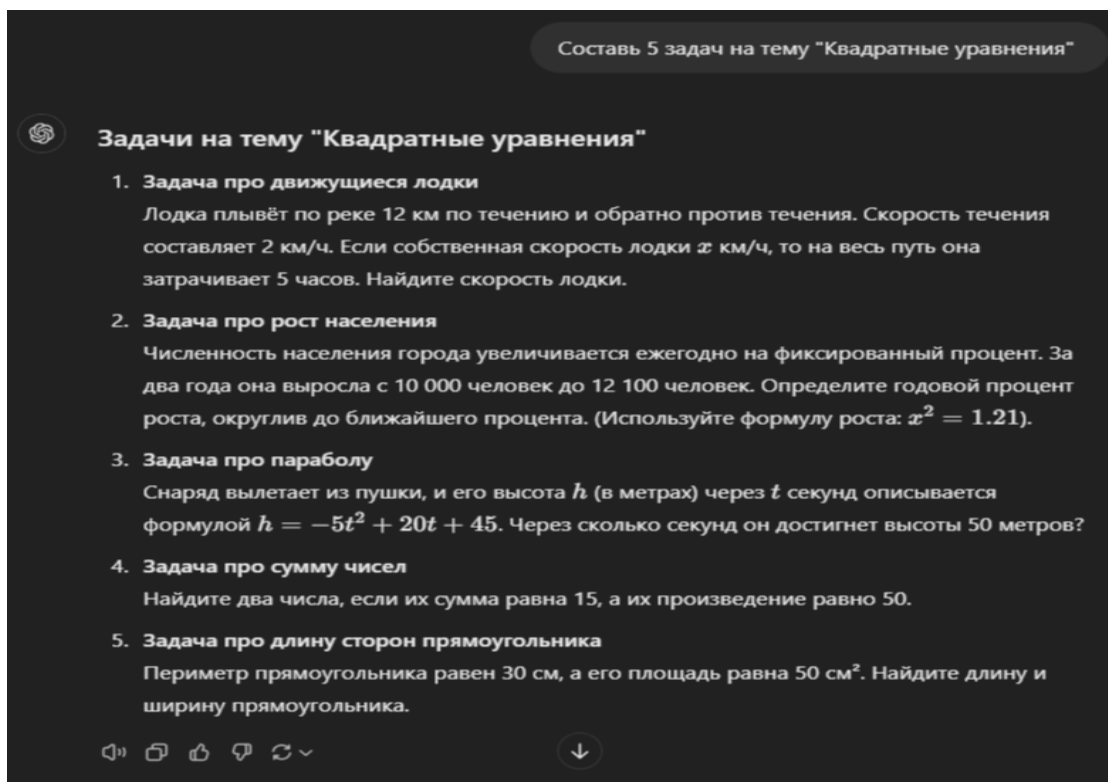 Составь 5 задач на тему "Квадратные уравнения"
Задачи на тему "Квадратные уравнения"
1. Задача про движущиеся лодки
Лодка плывёт по реке 12 км по течению и обратно против течения. Скорость течения
составляет 2 км/ч. Если собственная скорость лодки x км/ч, то на весь путь она
затрачивает 5 часов. Найдите скорость лодки.
2. Задача про рост населения
Численность населения города увеличивается ежегодно на фиксированный процент. За
два года она выросла с 10 000 человек до 12 100 человек. Определите годовой процент
роста, округлив до ближайшего процента. (Используйте формулу роста: x² = 1.21).
3. Задача про параболу
Снаряд вылетает из пушки, и его высота h (в метрах) через t секунд описывается
формулой h = −5t² + 20t + 45. Через сколько секунд он достигнет высоты 50 метров?
4. Задача про сумму чисел
Найдите два числа, если их сумма равна 15, а их произведение равно 50.
5. Задача про длину сторон прямоугольника
Периметр прямоугольника равен 30 см, а его площадь равна 50 см². Найдите длину и
ширину прямоугольника.